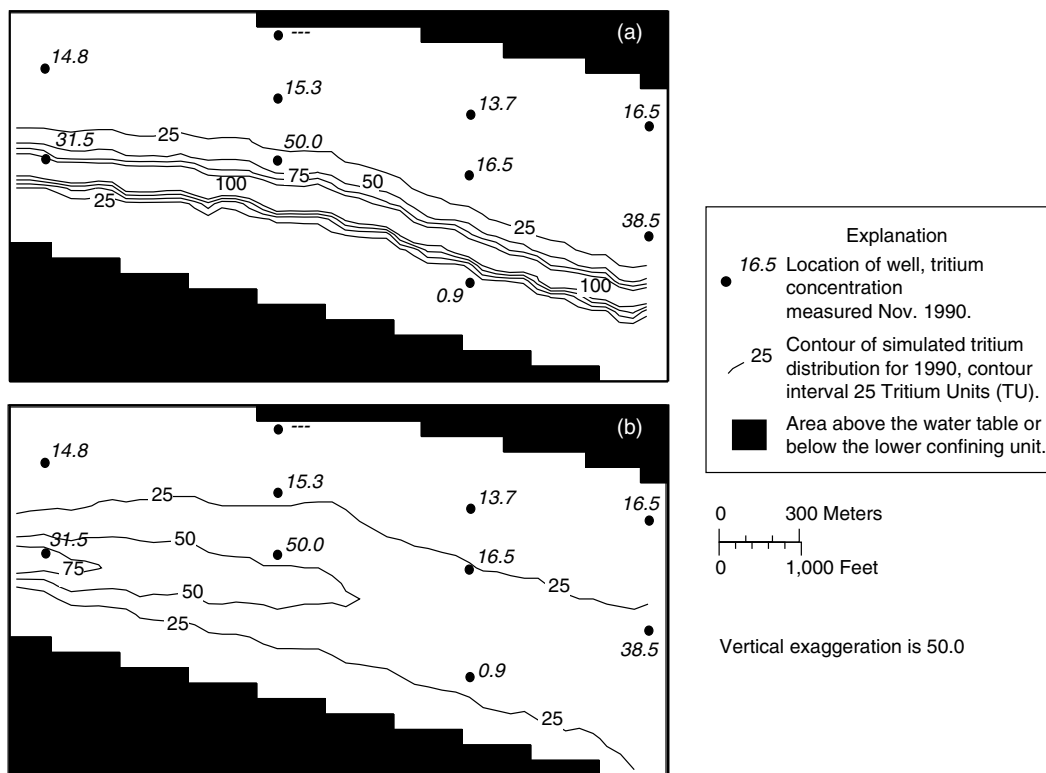 (a)
---
14.8
15.3
13.7
16.5
25
31.5
50.0
75
50
16.5
100
25
25
38.5
100
0.9
Explanation
16.5 Location of well, tritium
concentration
measured Nov. 1990.
25 Contour of simulated tritium
distribution for 1990, contour
interval 25 Tritium Units (TU).
Area above the water table or
below the lower confining unit.
0 300 Meters
0 1,000 Feet
Vertical exaggeration is 50.0
(b)
---
14.8
15.3
13.7
16.5
25
31.5
50
50.0
16.5
75
25
50
25
38.5
0.9
25